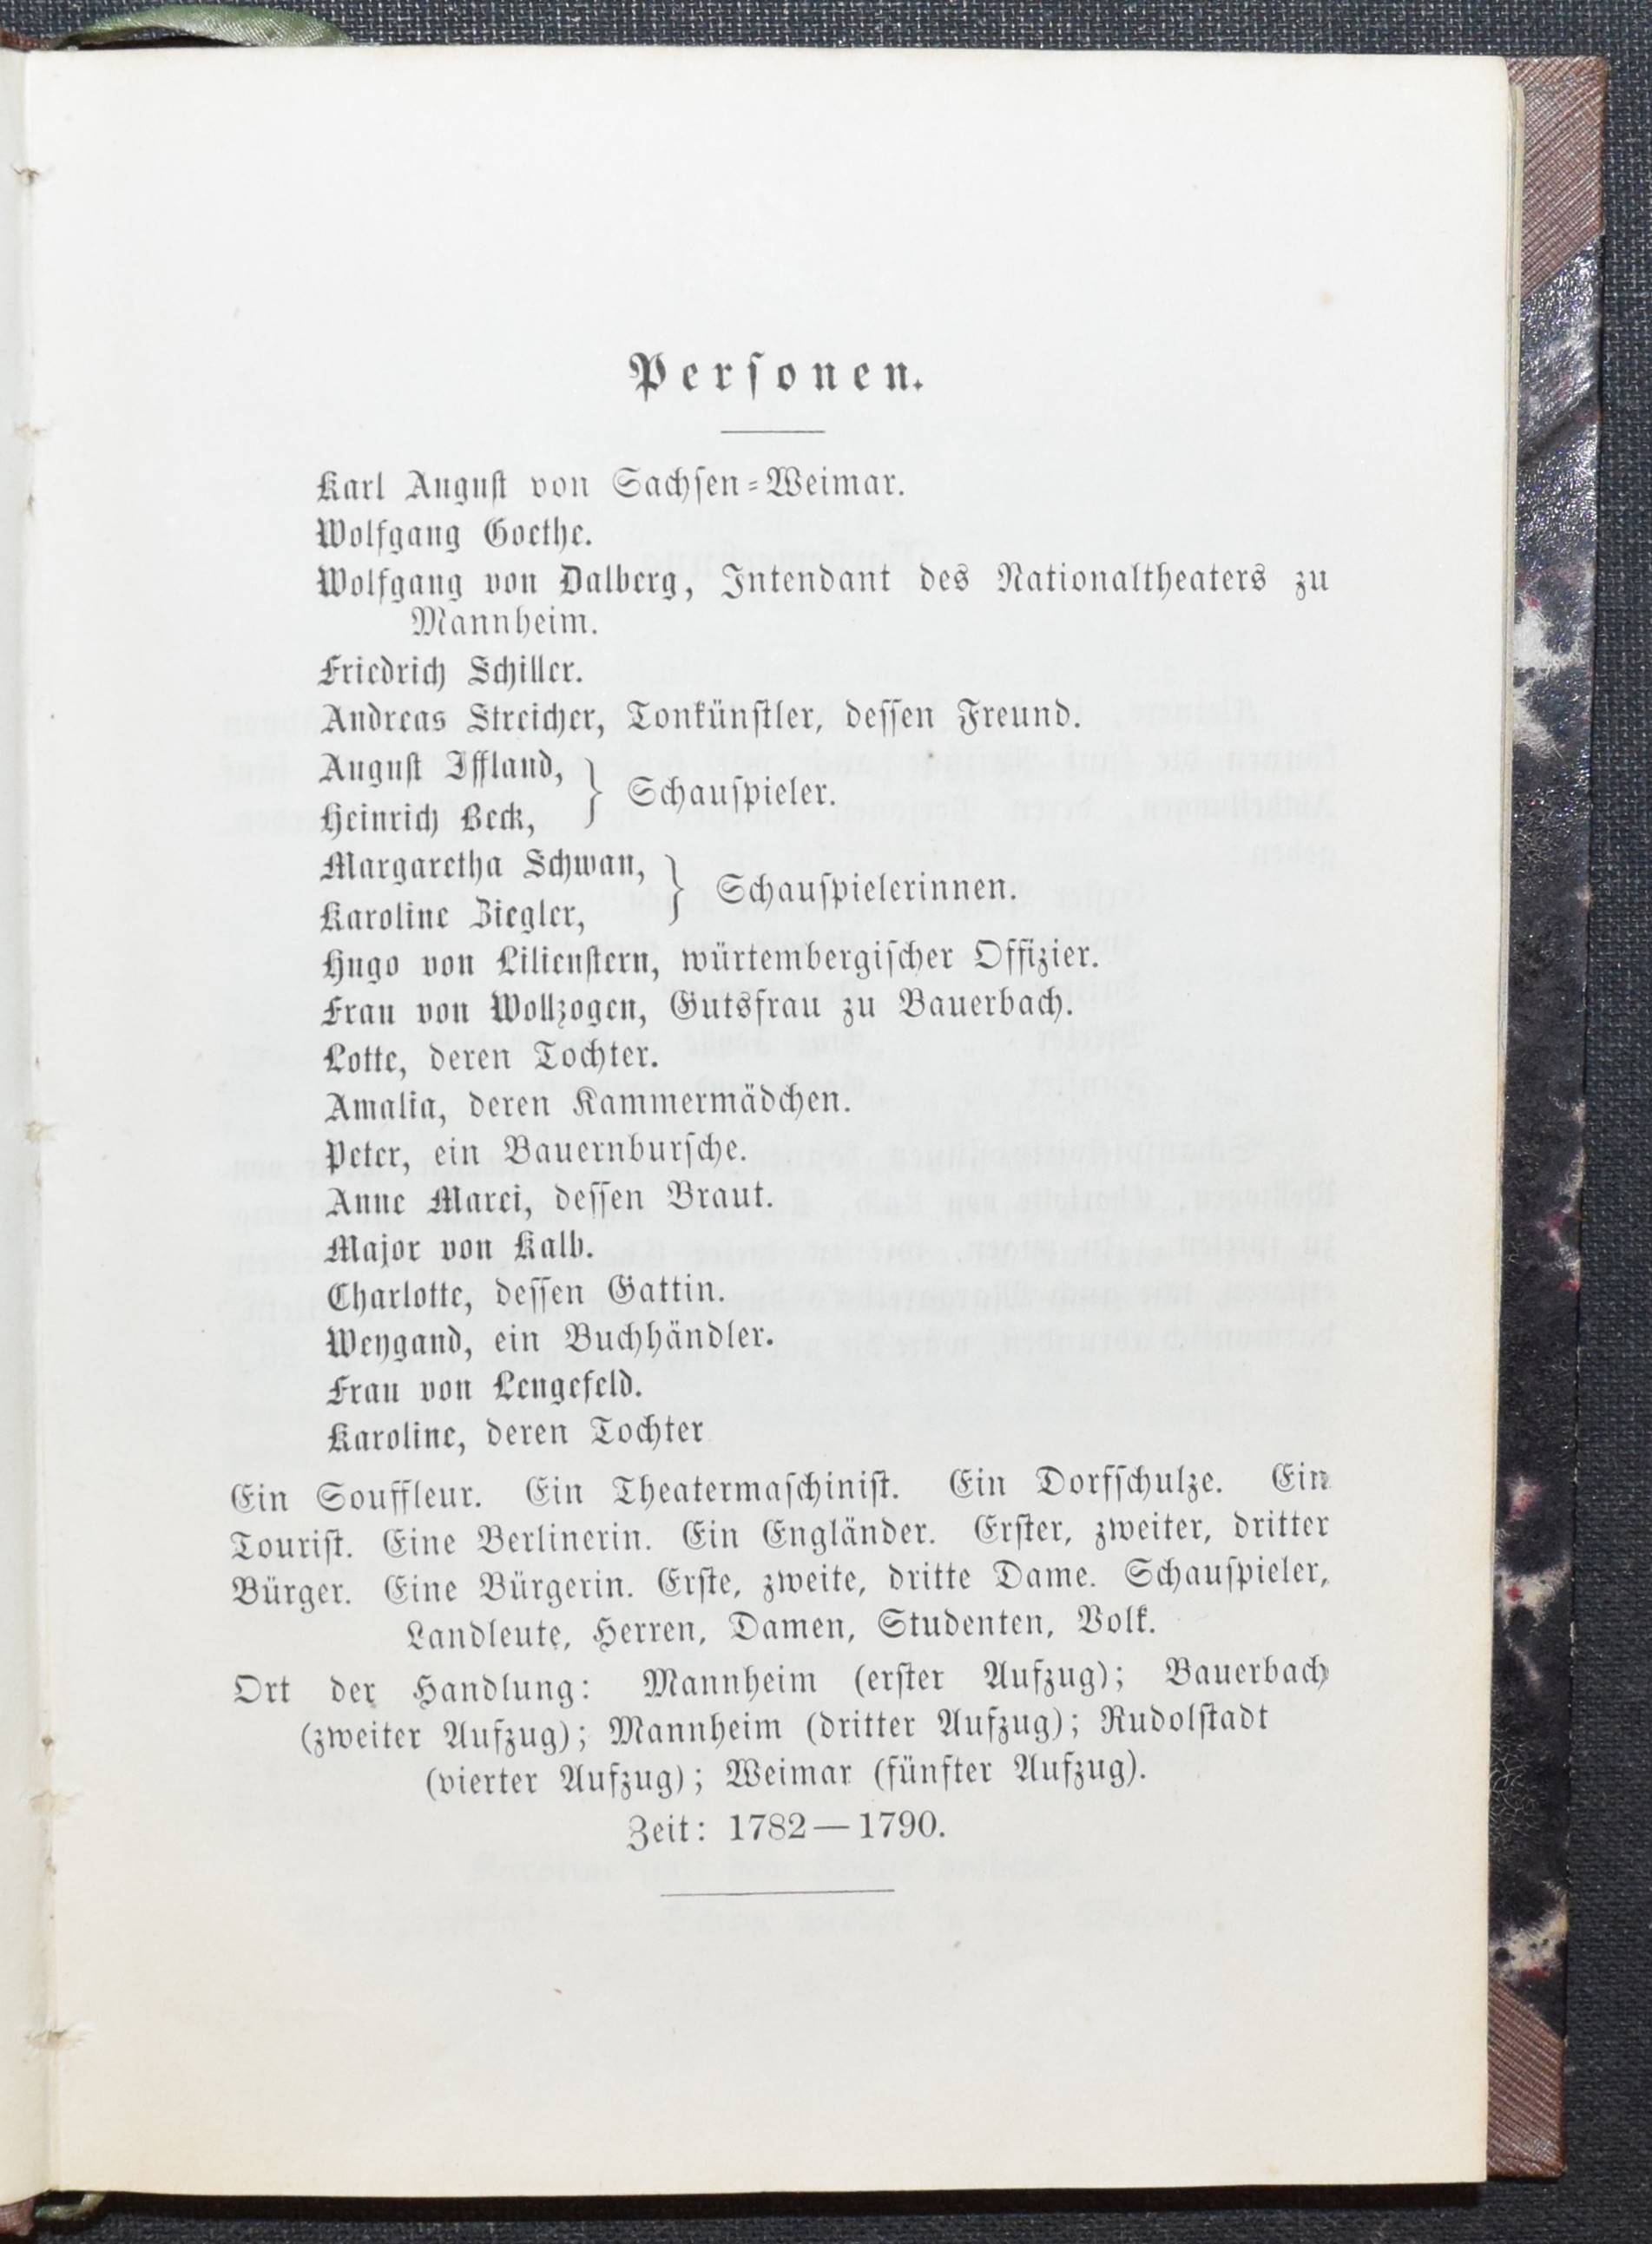 Personen.
Karl August von Sachsen-Weimar.
Wolfgang Goethe.
Wolfgang von Dalberg, Intendant des Nationaltheaters zu
Mannheim.
Friedrich Schiller.
Andreas Streicher, Tonkünstler, dessen Freund.
August Iffland,
Heinrich Beck, } Schauspieler.
Margaretha Schwan,
Karoline Ziegler, } Schauspielerinnen.
Hugo von Lilienstern, würtembergischer Offizier.
Frau von Wollzogen, Gutsfrau zu Bauerbach.
Lotte, deren Tochter.
Amalia, deren Kammermädchen.
Peter, ein Bauernbursche.
Anne Marei, dessen Braut.
Major von Kalb.
Charlotte, dessen Gattin.
Weygand, ein Buchhändler.
Frau von Lengefeld.
Karoline, deren Tochter
Ein Souffleur. Ein Theatermaschinist. Ein Dorfschulze. Ein
Tourist. Eine Berlinerin. Ein Engländer. Erster, zweiter, dritter
Bürger. Eine Bürgerin. Erste, zweite, dritte Dame. Schauspieler,
Landleute, Herren, Damen, Studenten, Volk.
Ort der Handlung: Mannheim (erster Aufzug); Bauerbach
(zweiter Aufzug); Mannheim (dritter Aufzug); Rudolstadt
(vierter Aufzug); Weimar (fünfter Aufzug).
Zeit: 1782—1790.